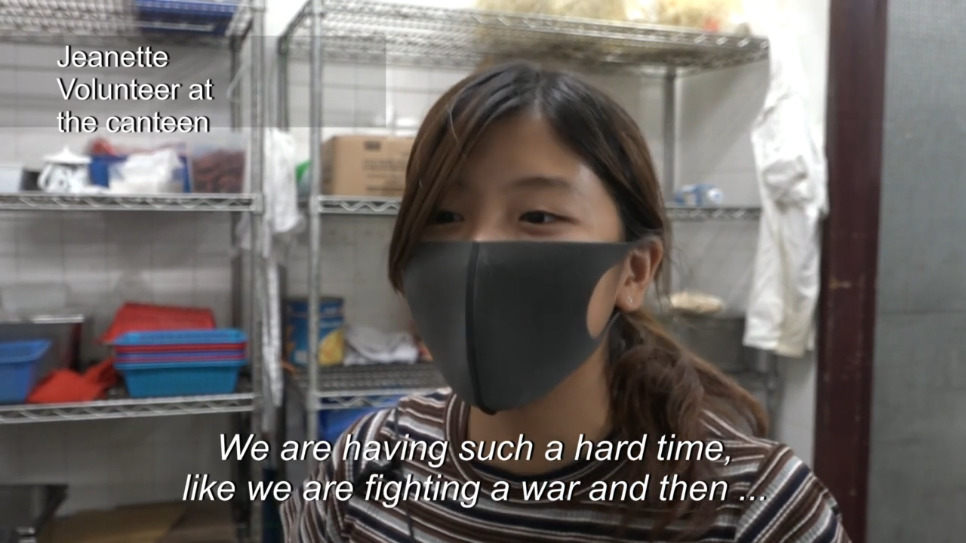 Jeanette
Volunteer at
the canteen
We are having such a hard time,
like we are fighting a war and then ...